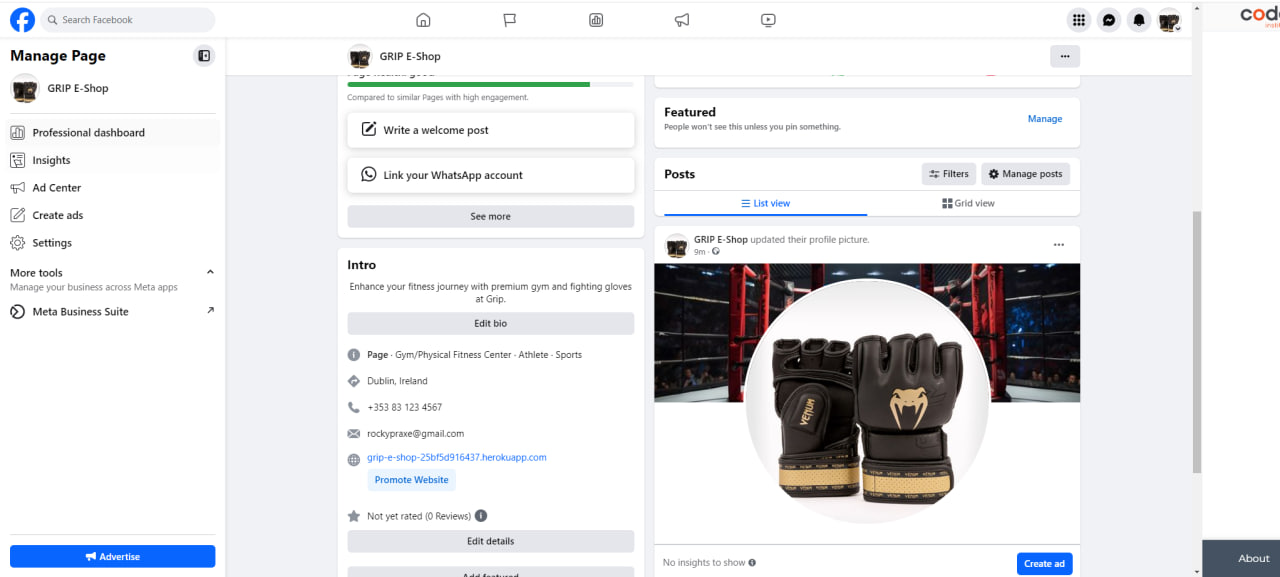 Search Facebook
Manage Page
GRIP E-Shop
Professional dashboard
Insights
Ad Center
Create ads
Settings
More tools
Manage your business across Meta apps
Meta Business Suite
Advertise
GRIP E-Shop
Compared to similar Pages with high engagement.
Write a welcome post
Link your WhatsApp account
See more
Intro
Enhance your fitness journey with premium gym and fighting gloves
at Grip.
Edit bio
Page · Gym/Physical Fitness Center · Athlete · Sports
Dublin, Ireland
+353 83 123 4567
rockypraxe@gmail.com
grip-e-shop-25bf5d916437.herokuapp.com
Promote Website
Not yet rated (0 Reviews)
Edit details
Add featured
Featured
People won't see this unless you pin something.
Manage
Posts
Filters
Manage posts
List view
Grid view
GRIP E-Shop updated their profile picture.
9m ·
VENUM
No insights to show
Create ad
About